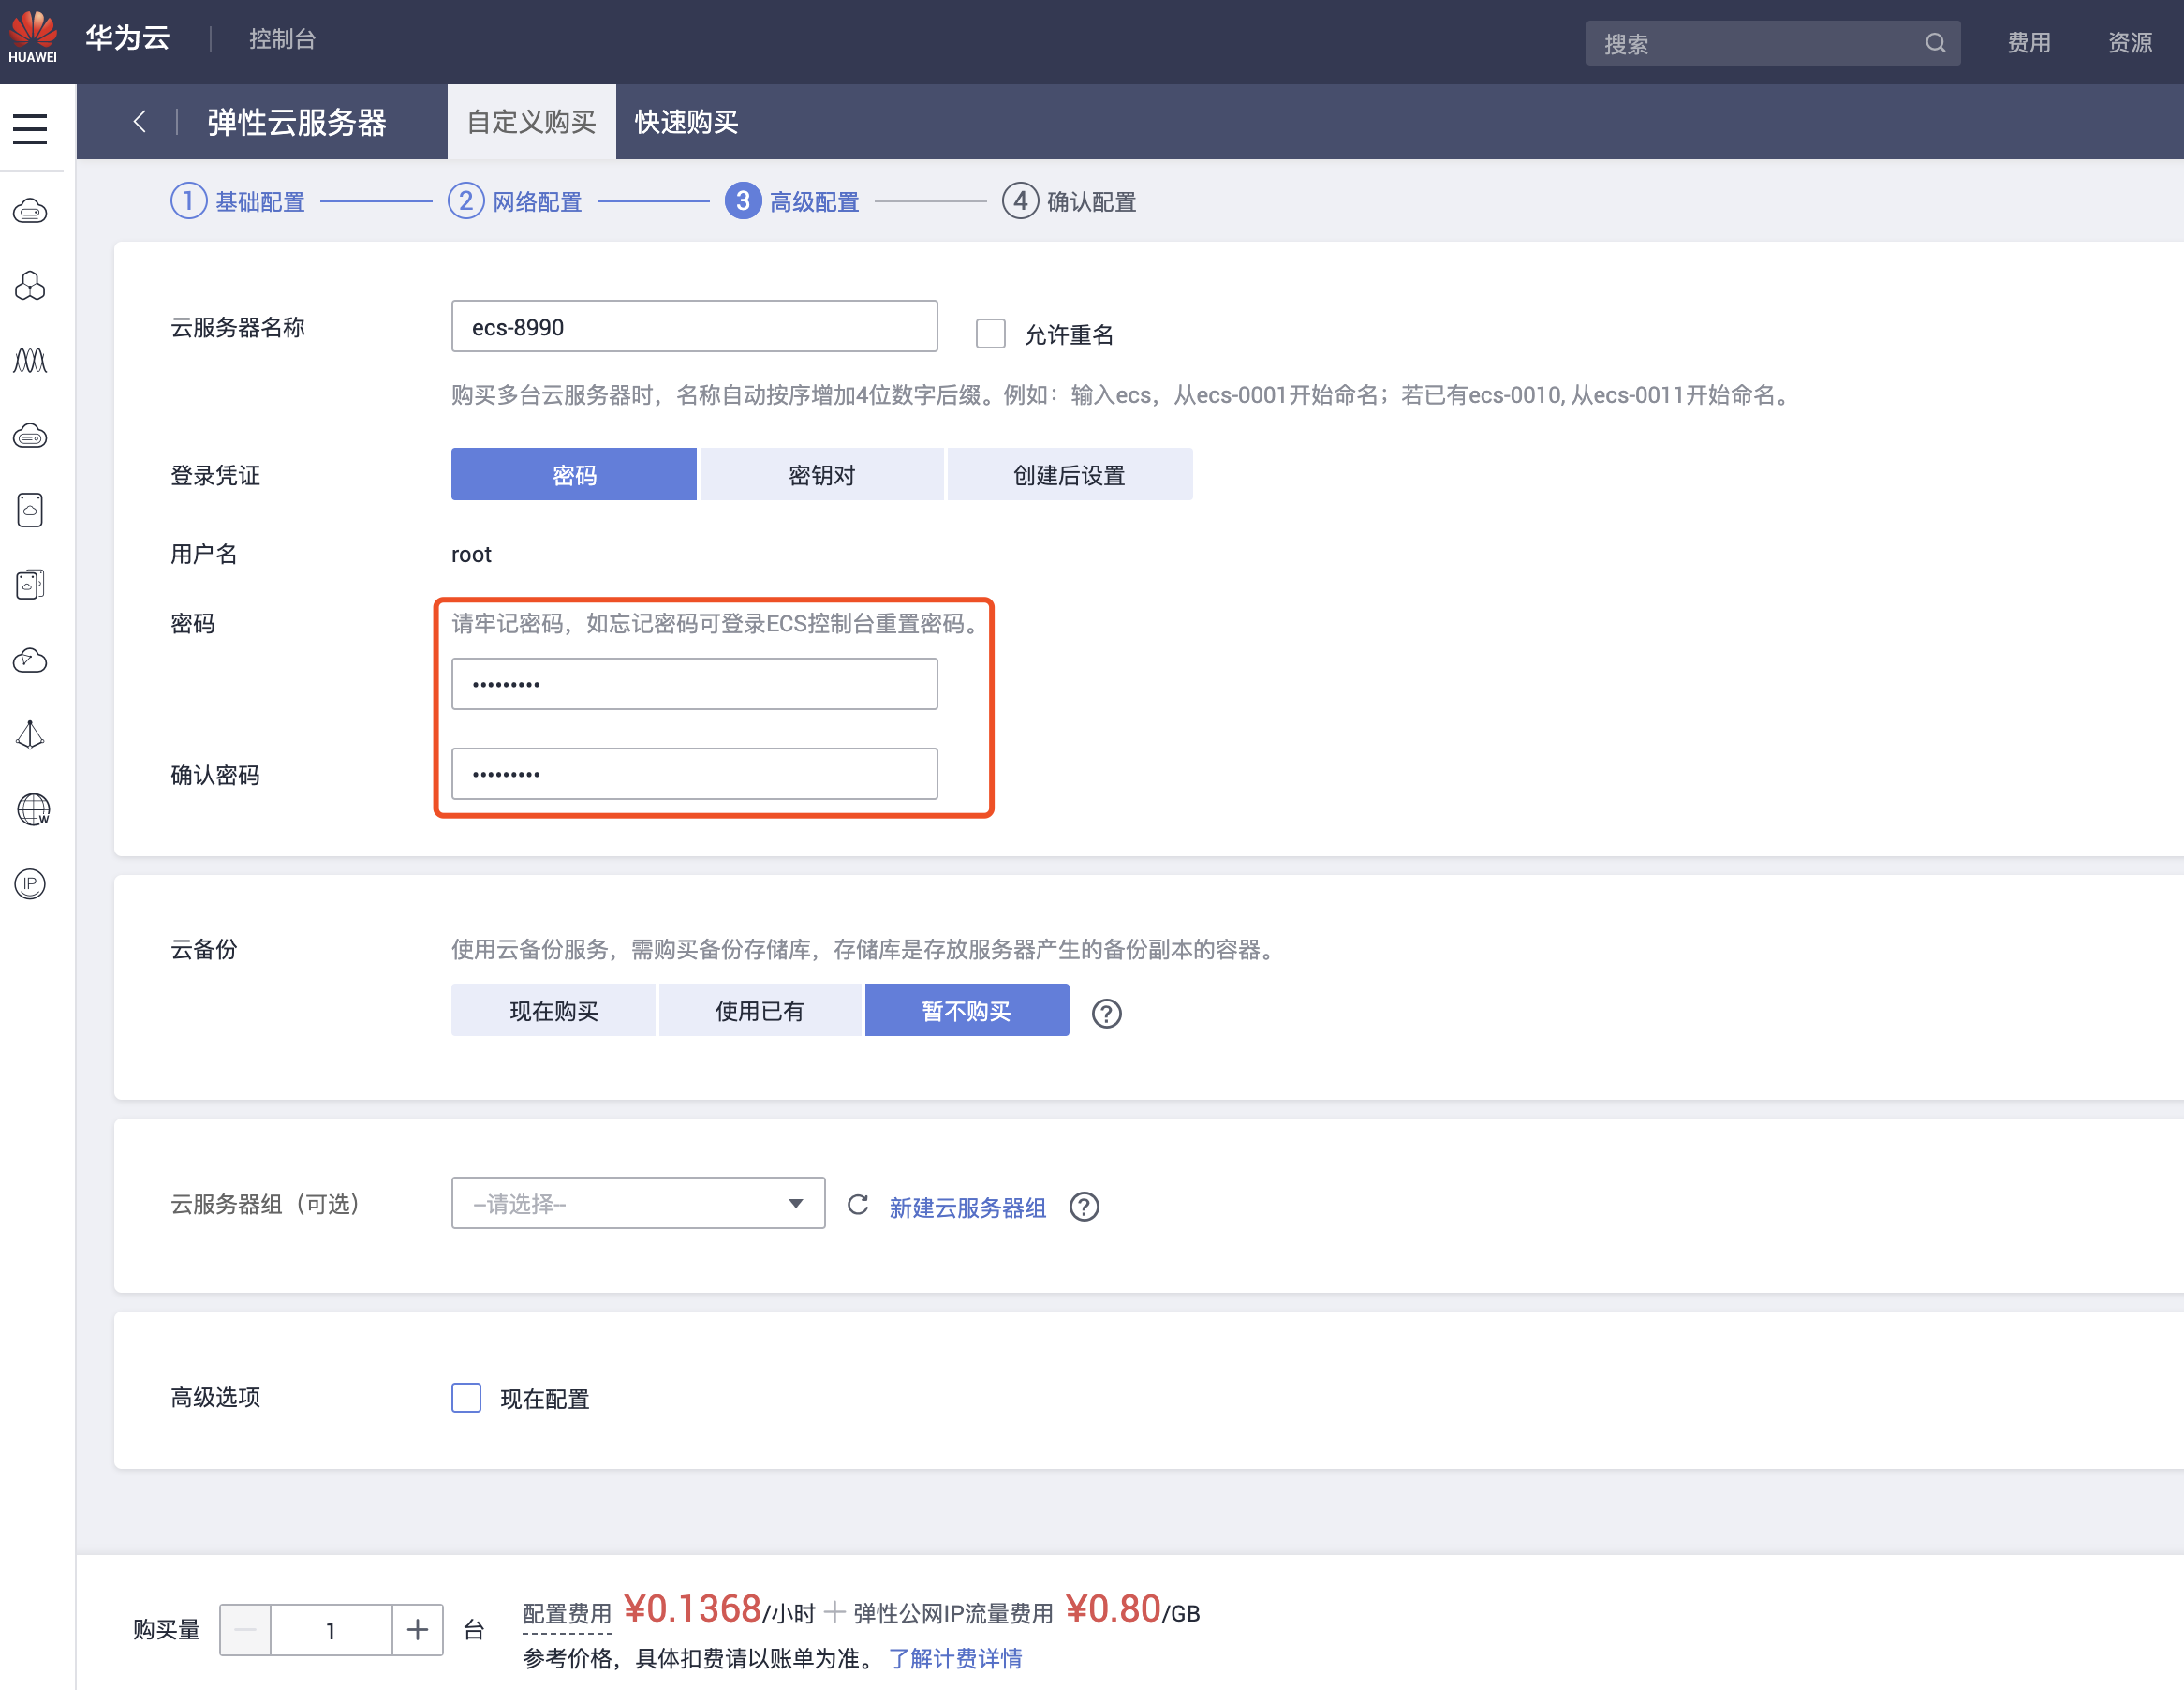 HUAWEI
华为云
控制台
搜索
费用
资源
弹性云服务器
自定义购买
快速购买
1 基础配置
2 网络配置
3 高级配置
4 确认配置
云服务器名称
ecs-8990
允许重名
购买多台云服务器时，名称自动按序增加4位数字后缀。例如：输入ecs，从ecs-0001开始命名；若已有ecs-0010, 从ecs-0011开始命名。
登录凭证
密码
密钥对
创建后设置
用户名
root
密码
请牢记密码，如忘记密码可登录ECS控制台重置密码。
•••••••••
确认密码
•••••••••
W
IP
云备份
使用云备份服务，需购买备份存储库，存储库是存放服务器产生的备份副本的容器。
现在购买
使用已有
暂不购买
?
云服务器组（可选）
--请选择--
新建云服务器组
?
高级选项
现在配置
购买量
1
台
配置费用 ¥0.1368/小时 + 弹性公网IP流量费用 ¥0.80/GB
参考价格，具体扣费请以账单为准。 了解计费详情